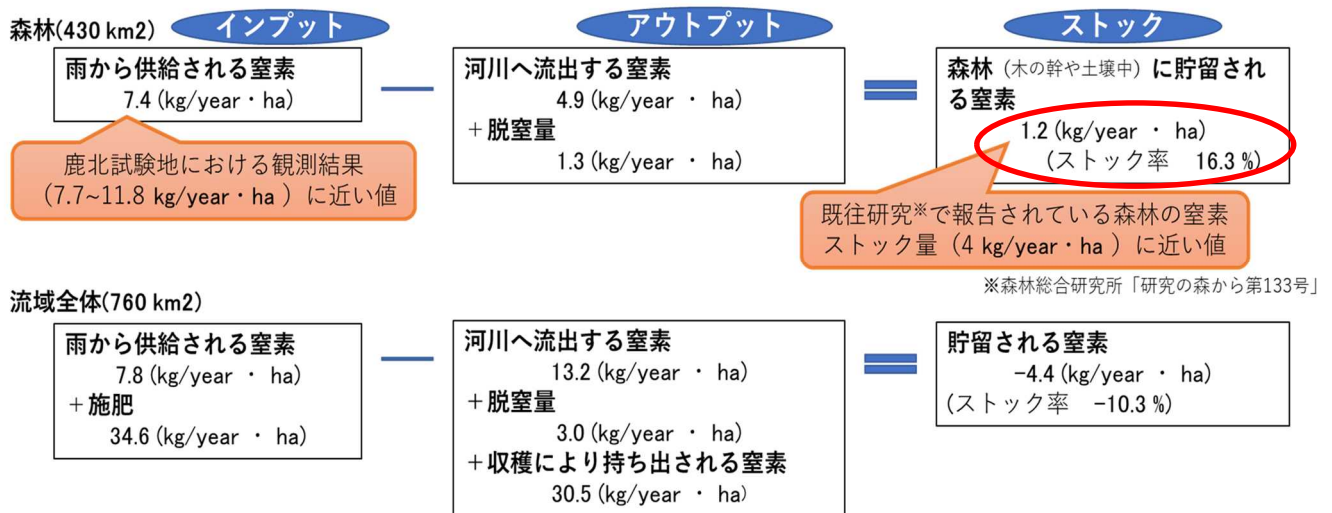 森林(430 km2)
インプット
アウトプット
ストック
雨から供給される窒素
7.4 (kg/year・ha)
河川へ流出する窒素
4.9 (kg/year ・ ha)
＋脱窒量
1.3 (kg/year ・ ha)
森林（木の幹や土壌中）に貯留され
る窒素
1.2 (kg/year ・ ha)
(ストック率 16.3 %)
鹿北試験地における観測結果
(7.7~11.8 kg/year・ha ）に近い値
既往研究※で報告されている森林の窒素
ストック量（4 kg/year・ha ）に近い値
※森林総合研究所「研究の森から第133号」
流域全体(760 km2)
雨から供給される窒素
7.8 (kg/year ・ ha)
＋施肥
34.6 (kg/year ・ ha)
河川へ流出する窒素
13.2 (kg/year ・ ha)
＋脱窒量
3.0 (kg/year ・ ha)
＋収穫により持ち出される窒素
30.5 (kg/year ・ ha)
貯留される窒素
-4.4 (kg/year ・ ha)
(ストック率 -10.3 %)